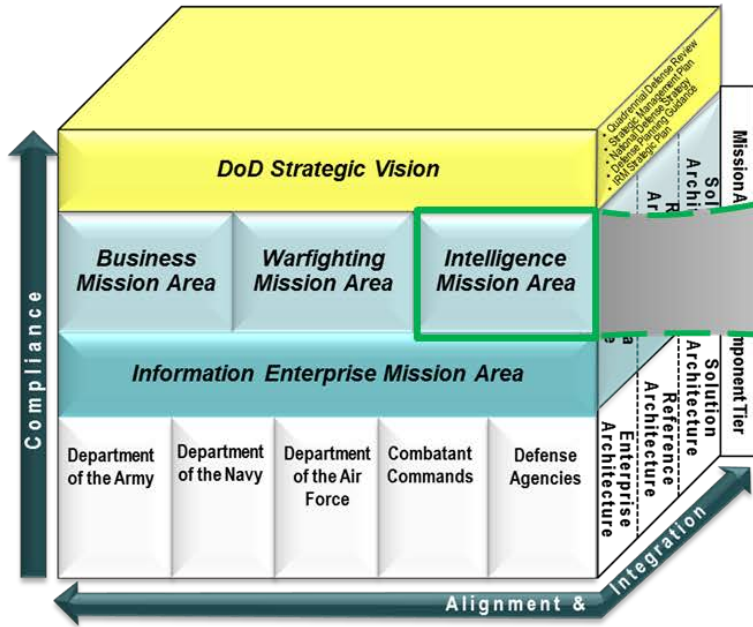 • Quadrennial Defense Review
• Strategic Management Plan
• National Defense Strategy
• Defense Planning Guidance
• IRM Strategic Plan
DoD Strategic Vision
Business
Mission Area
Warfighting
Mission Area
Intelligence
Mission Area
Information Enterprise Mission Area
Department
of the Army
Department
of the Navy
Department
of the Air
Force
Combatant
Commands
Defense
Agencies
Enterprise
Architecture
Reference
Architecture
Solution
Architecture
Tier
Compliance
Alignment & Integration